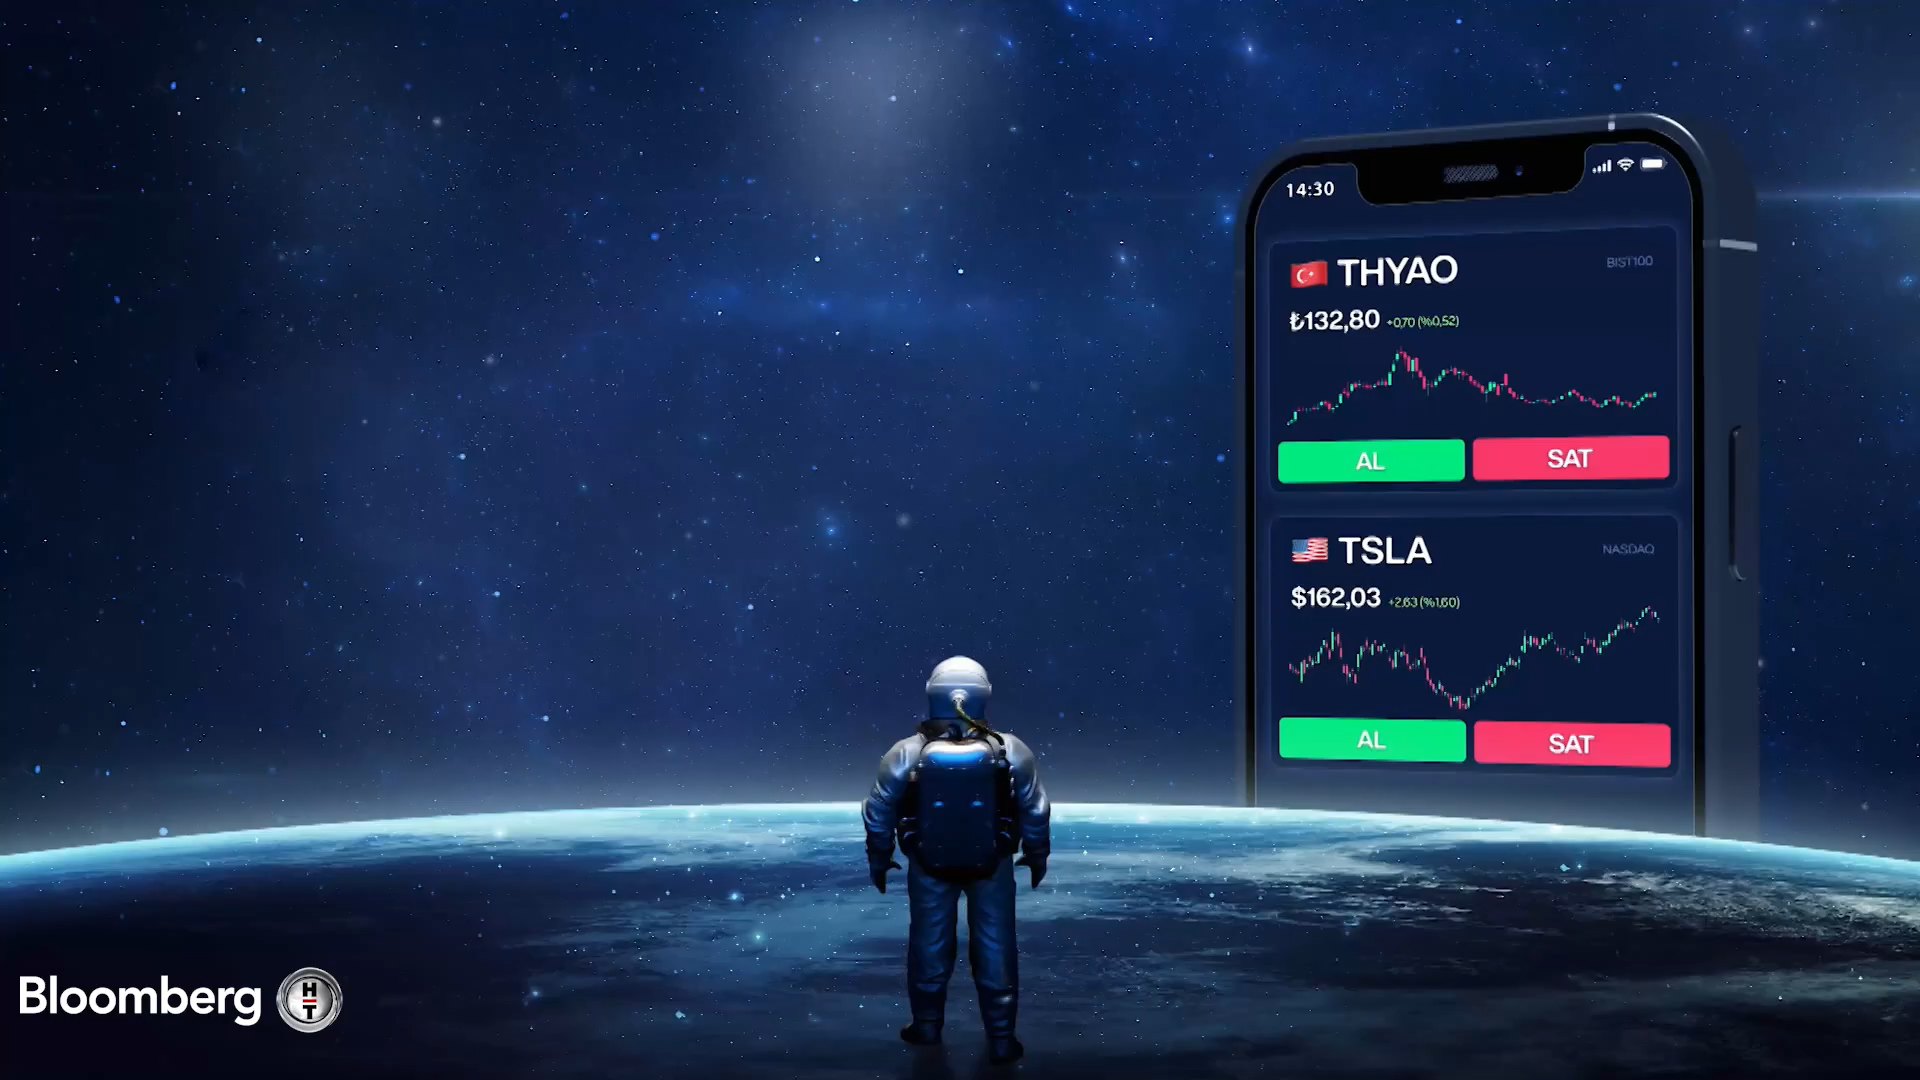 14:30
THYAO
BIST100
₺132,80 +0,70 (%0,52)
AL
SAT
TSLA
NASDAQ
$162,03 +2,63 (%1,60)
AL
SAT
Bloomberg HT